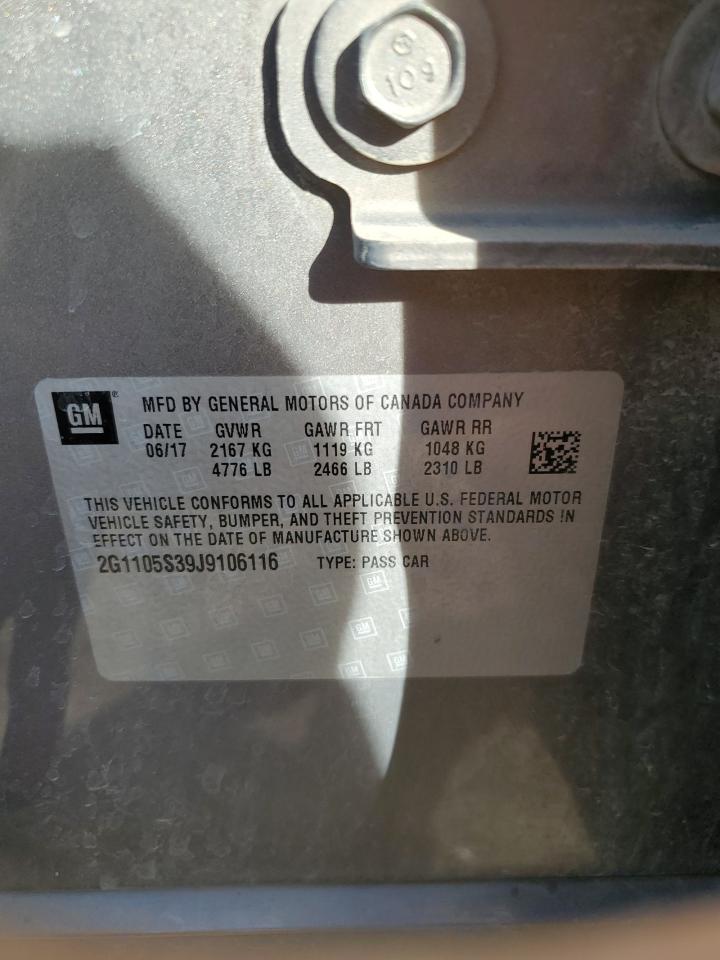 109
GM®
MFD BY GENERAL MOTORS OF CANADA COMPANY
DATE GVWR GAWR FRT GAWR RR
06/17 2167 KG 1119 KG 1048 KG
4776 LB 2466 LB 2310 LB
THIS VEHICLE CONFORMS TO ALL APPLICABLE U.S. FEDERAL MOTOR
VEHICLE SAFETY, BUMPER, AND THEFT PREVENTION STANDARDS IN
EFFECT ON THE DATE OF MANUFACTURE SHOWN ABOVE.
2G1105S39J9106116 TYPE: PASS CAR